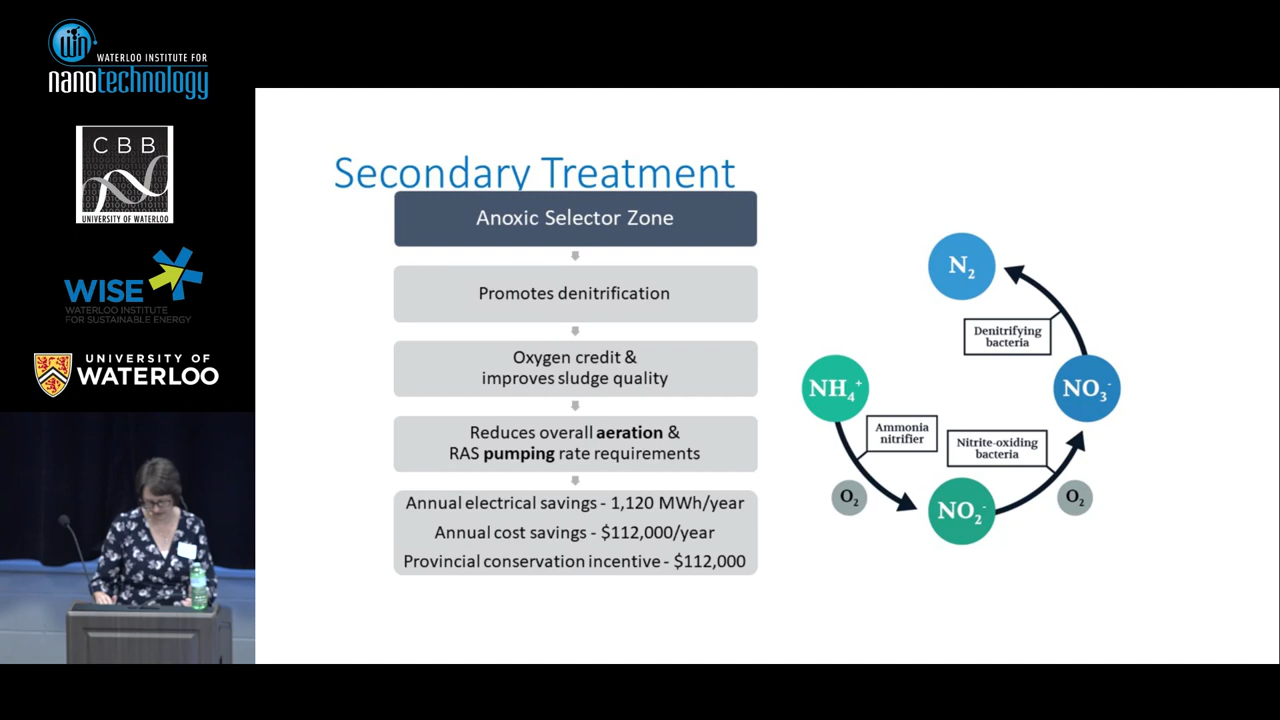 WATERLOO INSTITUTE FOR
nanotechnology
CBB
UNIVERSITY OF WATERLOO
WISE
WATERLOO INSTITUTE
FOR SUSTAINABLE ENERGY
UNIVERSITY OF
WATERLOO
Secondary Treatment
Anoxic Selector Zone
Promotes denitrification
Oxygen credit &
improves sludge quality
Reduces overall aeration &
RAS pumping rate requirements
Annual electrical savings - 1,120 MWh/year
Annual cost savings - $112,000/year
Provincial conservation incentive - $112,000
N₂
Denitrifying
bacteria
NH₄⁺
NO₃⁻
Ammonia
nitrifier
Nitrite-oxidizing
bacteria
O₂
NO₂⁻
O₂